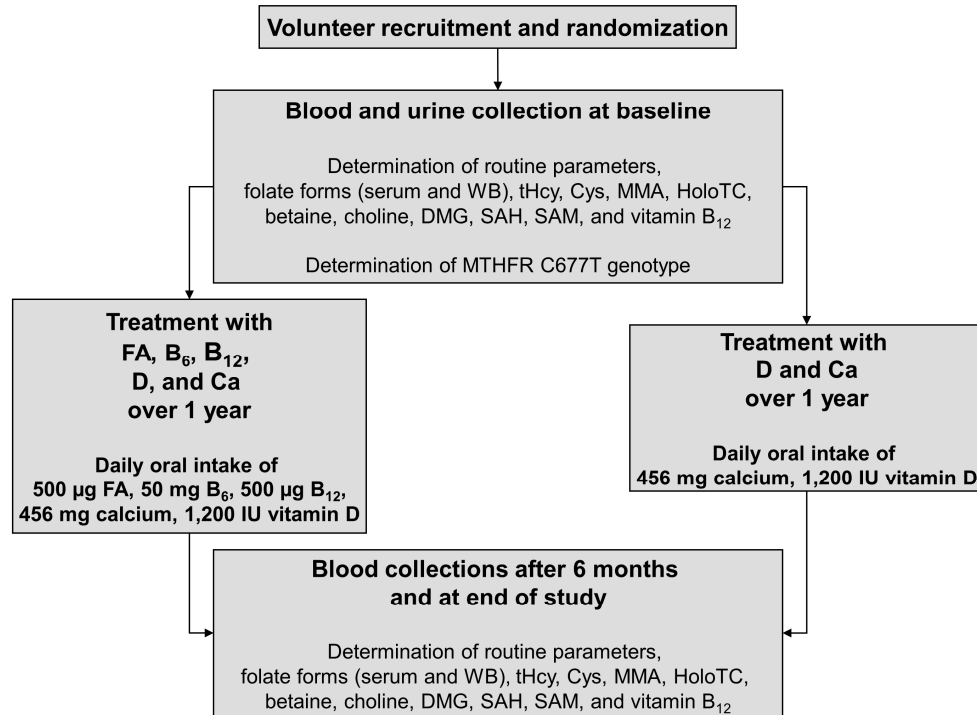 Volunteer recruitment and randomization
Blood and urine collection at baseline
Determination of routine parameters,
folate forms (serum and WB), tHcy, Cys, MMA, HoloTC,
betaine, choline, DMG, SAH, SAM, and vitamin B₁₂
Determination of MTHFR C677T genotype
Treatment with
FA, B₆, B₁₂,
D, and Ca
over 1 year
Daily oral intake of
500 µg FA, 50 mg B₆, 500 µg B₁₂,
456 mg calcium, 1,200 IU vitamin D
Treatment with
D and Ca
over 1 year
Daily oral intake of
456 mg calcium, 1,200 IU vitamin D
Blood collections after 6 months
and at end of study
Determination of routine parameters,
folate forms (serum and WB), tHcy, Cys, MMA, HoloTC,
betaine, choline, DMG, SAH, SAM, and vitamin B₁₂